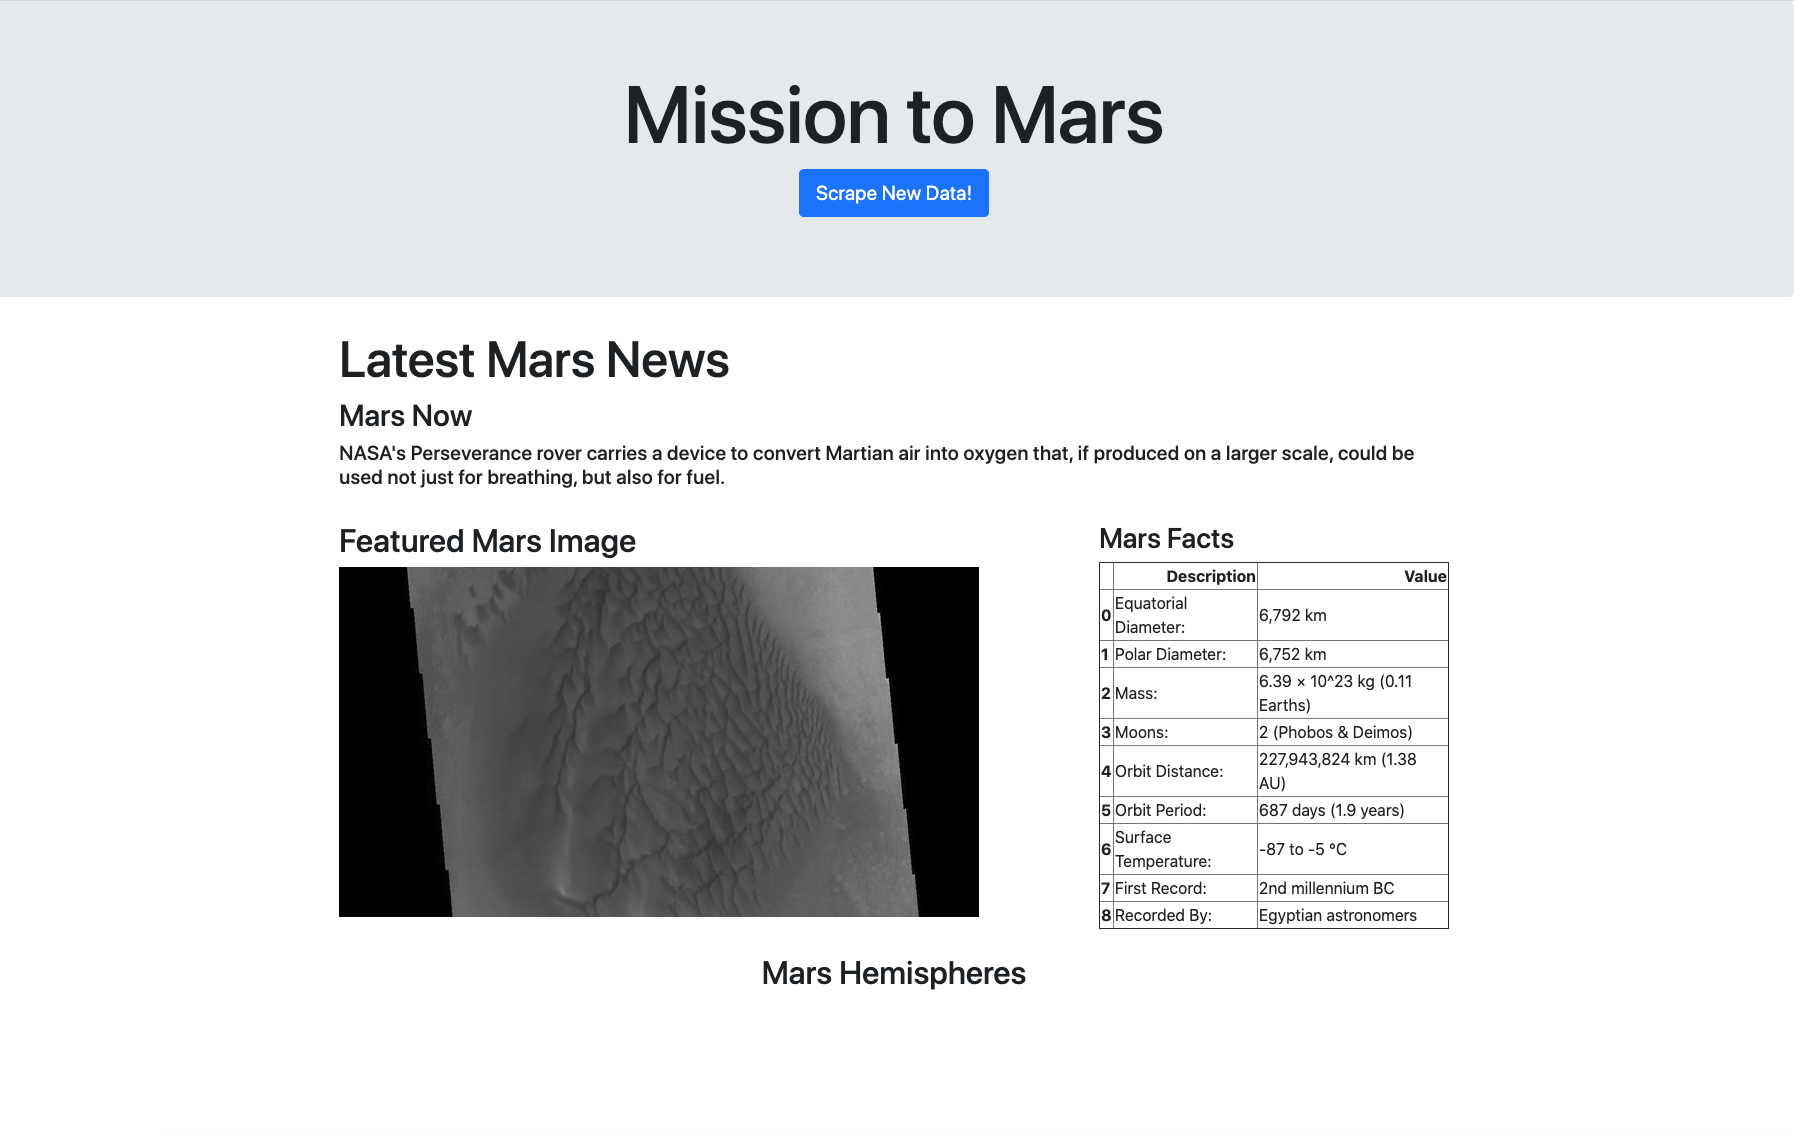 Mission to Mars
Scrape New Data!
Latest Mars News
Mars Now
NASA's Perseverance rover carries a device to convert Martian air into oxygen that, if produced on a larger scale, could be
used not just for breathing, but also for fuel.
Featured Mars Image
Mars Facts
Description Value
0 Equatorial Diameter: 6,792 km
1 Polar Diameter: 6,752 km
2 Mass: 6.39 × 10^23 kg (0.11 Earths)
3 Moons: 2 (Phobos & Deimos)
4 Orbit Distance: 227,943,824 km (1.38 AU)
5 Orbit Period: 687 days (1.9 years)
6 Surface Temperature: -87 to -5 °C
7 First Record: 2nd millennium BC
8 Recorded By: Egyptian astronomers
Mars Hemispheres